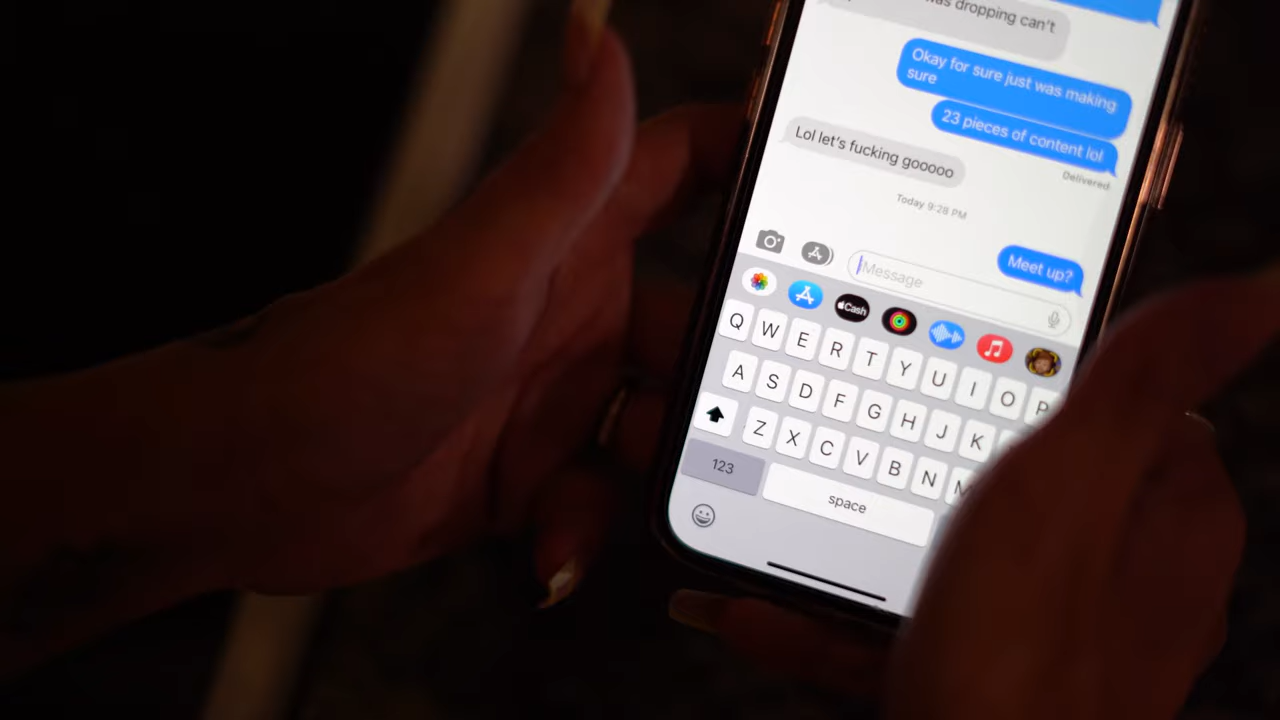 was dropping can't
Okay for sure just was making
sure
23 pieces of content lol
Delivered
Lol let's fucking gooooo
Today 9:28 PM
Meet up?
Message
Cash
Q W E R T Y U I O P
A S D F G H J K
Z X C V B N M
123
space